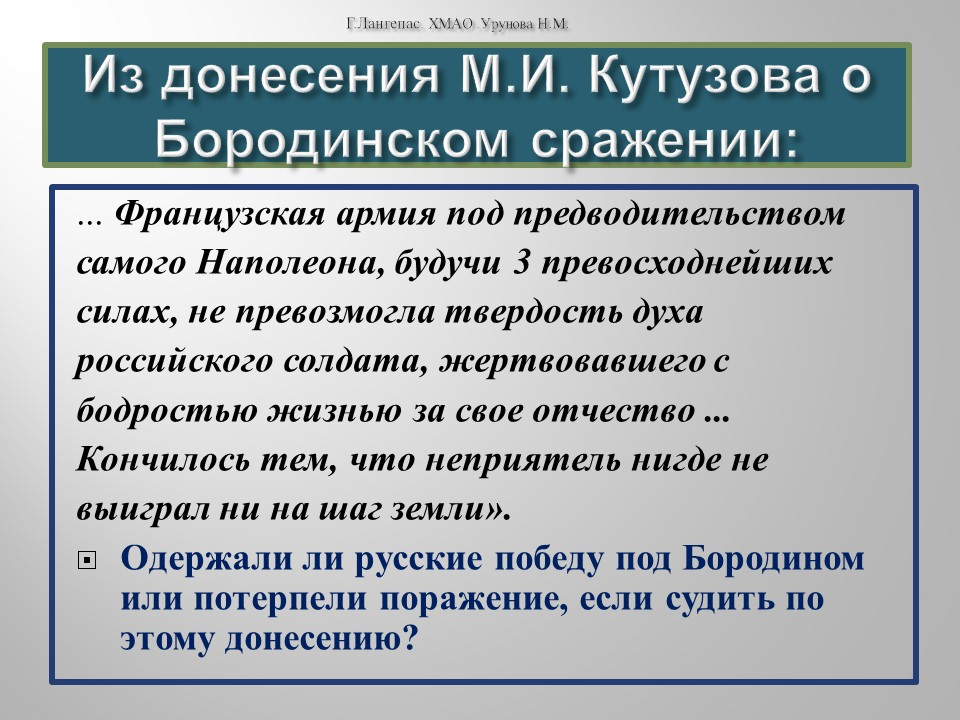 Г.Лангепас ХМАО Урунова Н.М.
Из донесения М.И. Кутузова о
Бородинском сражении:
... Французская армия под предводительством
самого Наполеона, будучи 3 превосходнейших
силах, не превозмогла твердость духа
российского солдата, жертвовавшего с
бодростью жизнью за свое отчество ...
Кончилось тем, что неприятель нигде не
выиграл ни на шаг земли».
Одержали ли русские победу под Бородином
или потерпели поражение, если судить по
этому донесению?